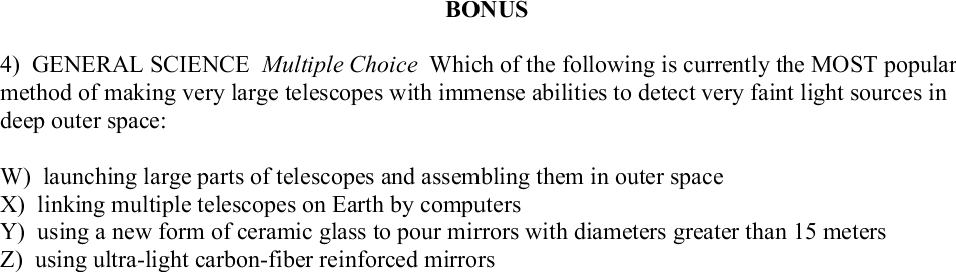 BONUS
4) GENERAL SCIENCE Multiple Choice Which of the following is currently the MOST popular
method of making very large telescopes with immense abilities to detect very faint light sources in
deep outer space:
W) launching large parts of telescopes and assembling them in outer space
X) linking multiple telescopes on Earth by computers
Y) using a new form of ceramic glass to pour mirrors with diameters greater than 15 meters
Z) using ultra-light carbon-fiber reinforced mirrors